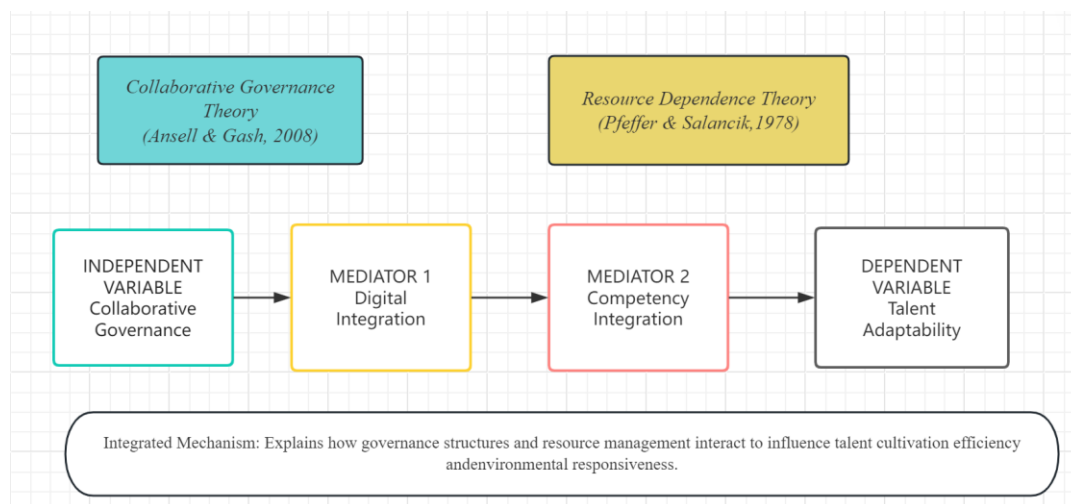 Collaborative Governance
Theory
(Ansell & Gash, 2008)
Resource Dependence Theory
(Pfeffer & Salancik,1978)
INDEPENDENT
VARIABLE
Collaborative
Governance
MEDIATOR 1
Digital
Integration
MEDIATOR 2
Competency
Integration
DEPENDENT
VARIABLE
Talent
Adaptability
Integrated Mechanism: Explains how governance structures and resource management interact to influence talent cultivation efficiency
andenvironmental responsiveness.